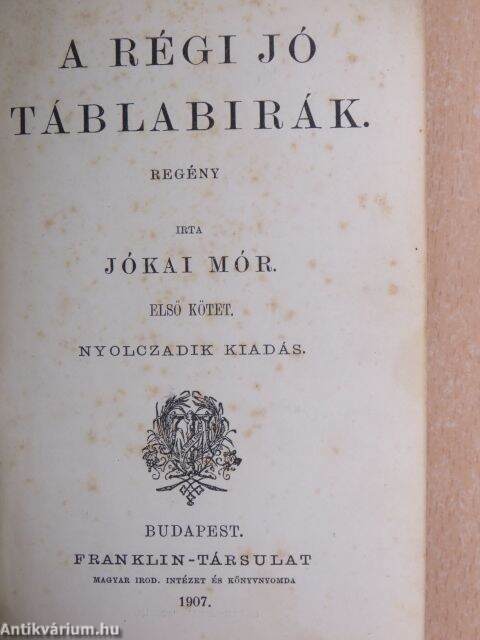 A RÉGI JÓ
TÁBLABIRÁK.
REGÉNY
IRTA
JÓKAI MÓR.
ELSŐ KÖTET.
NYOLCZADIK KIADÁS.
BUDAPEST.
FRANKLIN-TÁRSULAT
MAGYAR IROD. INTÉZET ÉS KÖNYVNYOMDA
1907.
Antikvárium.hu